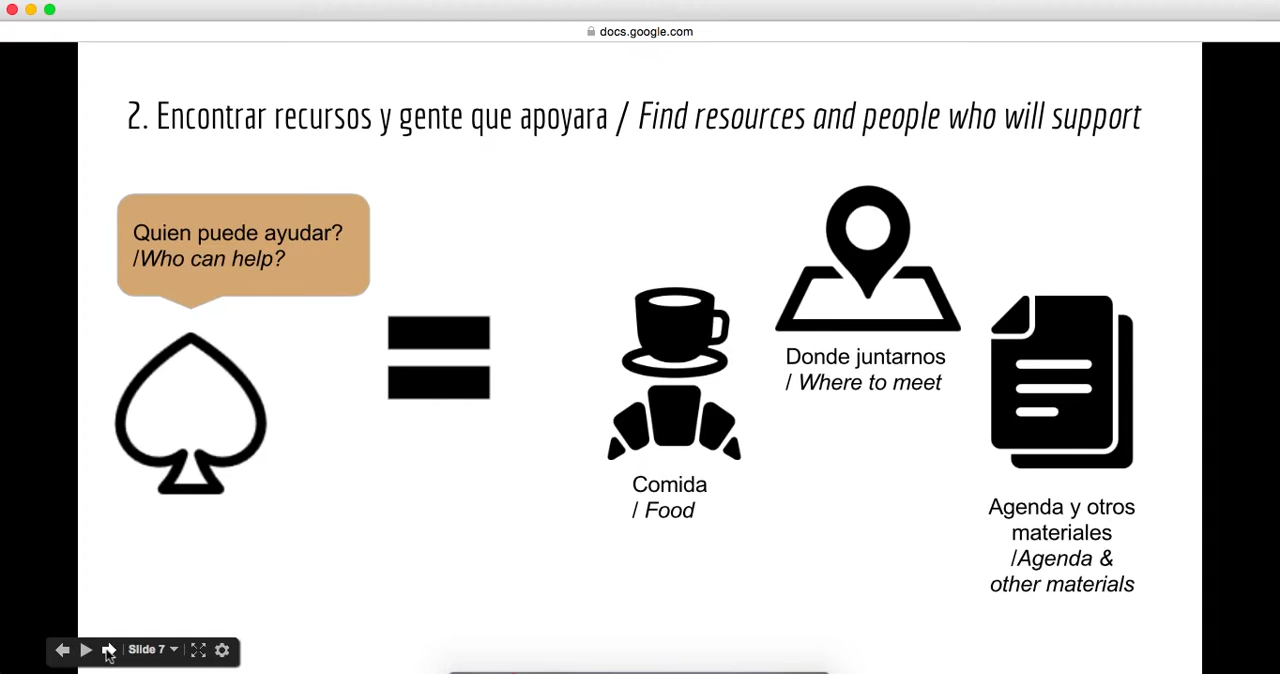 docs.google.com
2. Encontrar recursos y gente que apoyara / Find resources and people who will support
Quien puede ayudar?
/Who can help?
Donde juntarnos
/ Where to meet
Comida
/ Food
Agenda y otros
materiales
/Agenda &
other materials
Slide 7